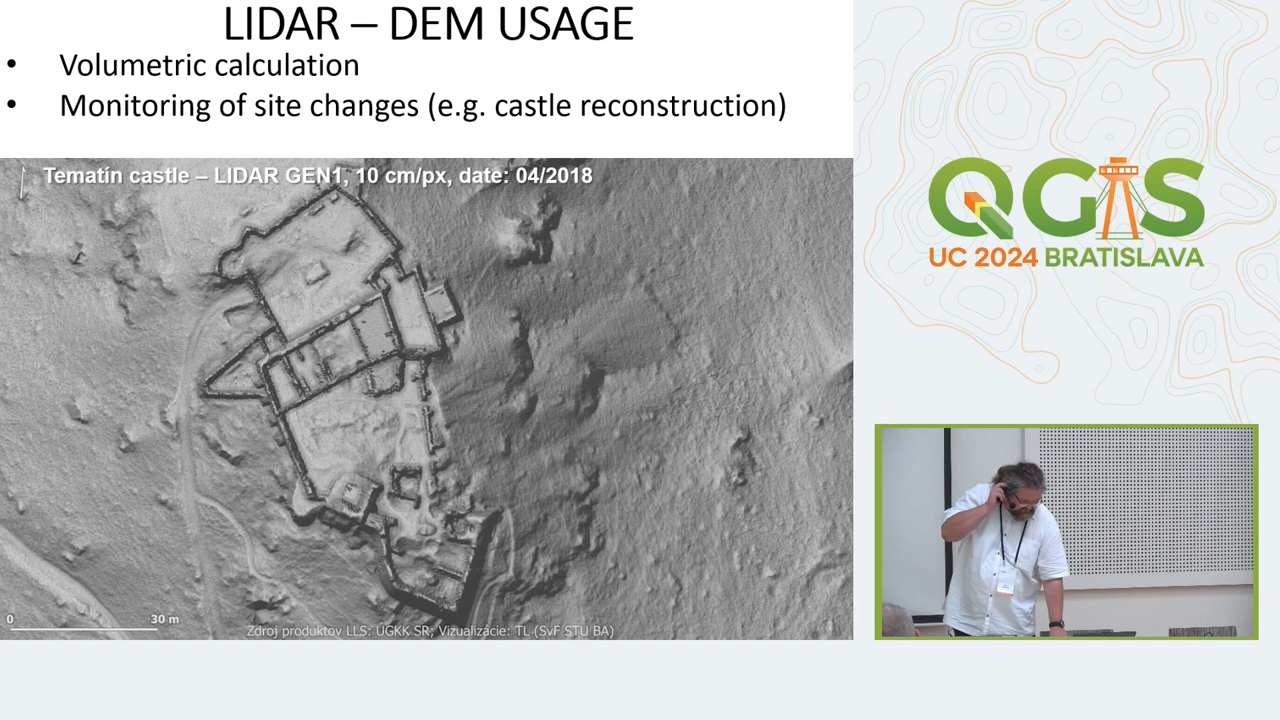 LIDAR – DEM USAGE
• Volumetric calculation
• Monitoring of site changes (e.g. castle reconstruction)
Tematín castle – LIDAR GEN1, 10 cm/px, date: 04/2018
0 30 m
Zdroj produktov LLS: ÚGKK SR; Vizualizácie: TL (SvF STU BA)
QGIS
UC 2024 BRATISLAVA